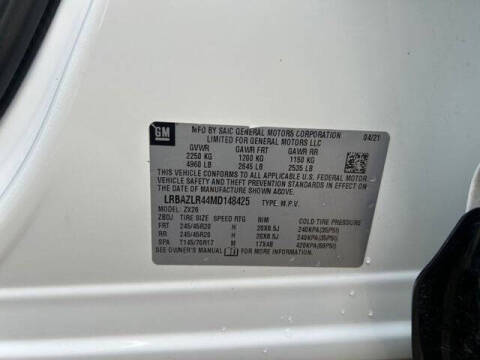 GM
MFD BY SAIC GENERAL MOTORS CORPORATION 04/21
LIMITED FOR GENERAL MOTORS LLC
GVWR GAWR FRT GAWR RR
2250 KG 1200 KG 1150 KG
4960 LB 2645 LB 2535 LB
THIS VEHICLE CONFORMS TO ALL APPLICABLE U.S. FEDERAL MOTOR
VEHICLE SAFETY AND THEFT PREVENTION STANDARDS IN EFFECT ON THE
DATE OF MANUFACTURE SHOWN ABOVE.
LRBAZLR44MD148425 TYPE: M.P.V.
MODEL: ZX26
ZBJ TIRE SIZE SPEED RTG RIM COLD TIRE PRESSURE
FRT 245/45R20 H 20X8.5J 240KPA(35PSI)
RR 245/45R20 H 20X8.5J 240KPA(35PSI)
SPA T145/70R17 M 17X4B 420KPA(60PSI)
SEE OWNER'S MANUAL FOR ADDITIONAL INFORMATION.